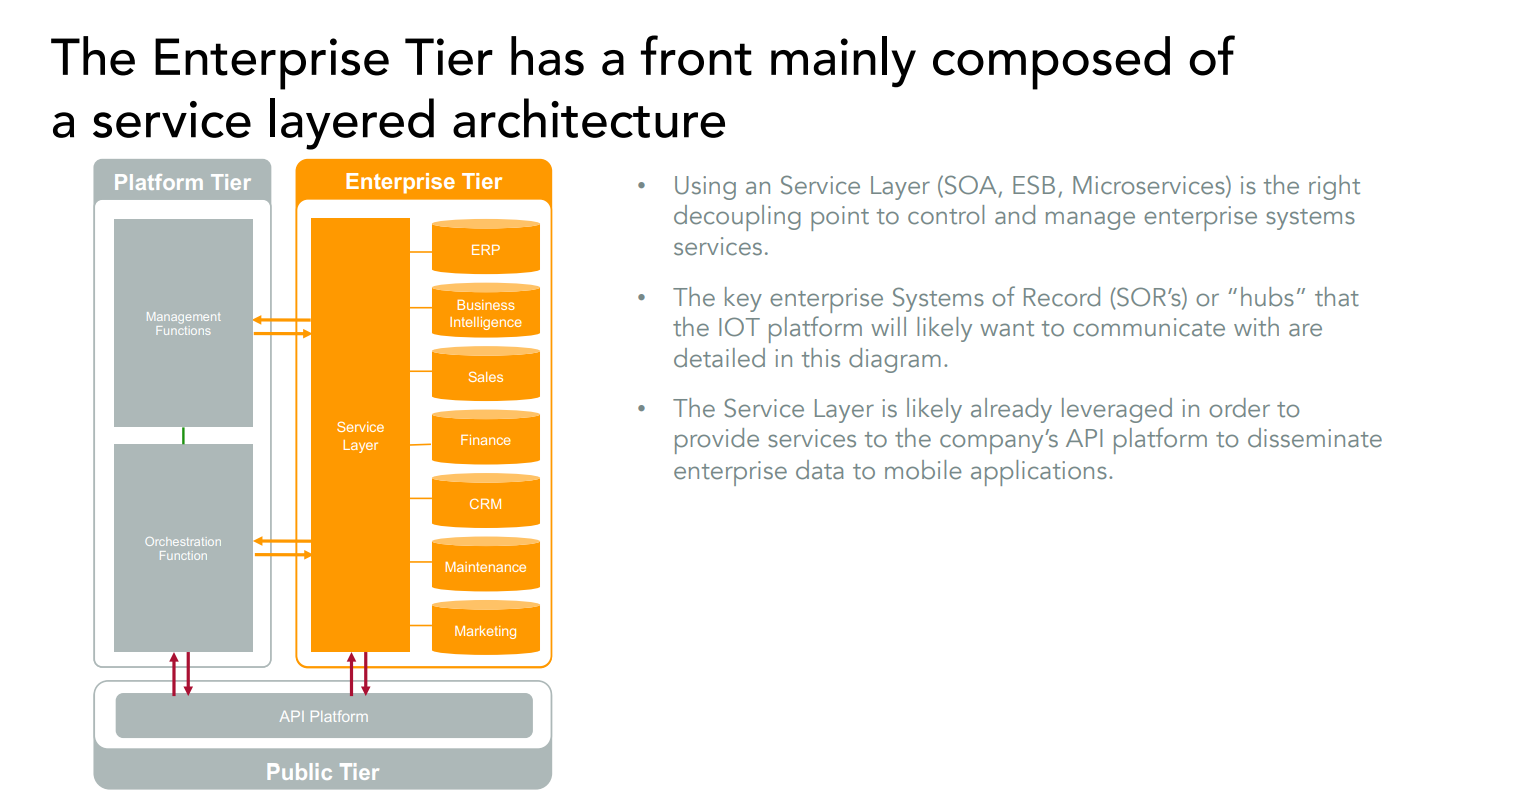 The Enterprise Tier has a front mainly composed of
a service layered architecture
Platform Tier
Management
Functions
Orchestration
Function
Enterprise Tier
Service
Layer
ERP
Business
Intelligence
Sales
Finance
CRM
Maintenance
Marketing
API Platform
Public Tier
• Using an Service Layer (SOA, ESB, Microservices) is the right
decoupling point to control and manage enterprise systems
services.
• The key enterprise Systems of Record (SOR’s) or “hubs” that
the IOT platform will likely want to communicate with are
detailed in this diagram.
• The Service Layer is likely already leveraged in order to
provide services to the company’s API platform to disseminate
enterprise data to mobile applications.